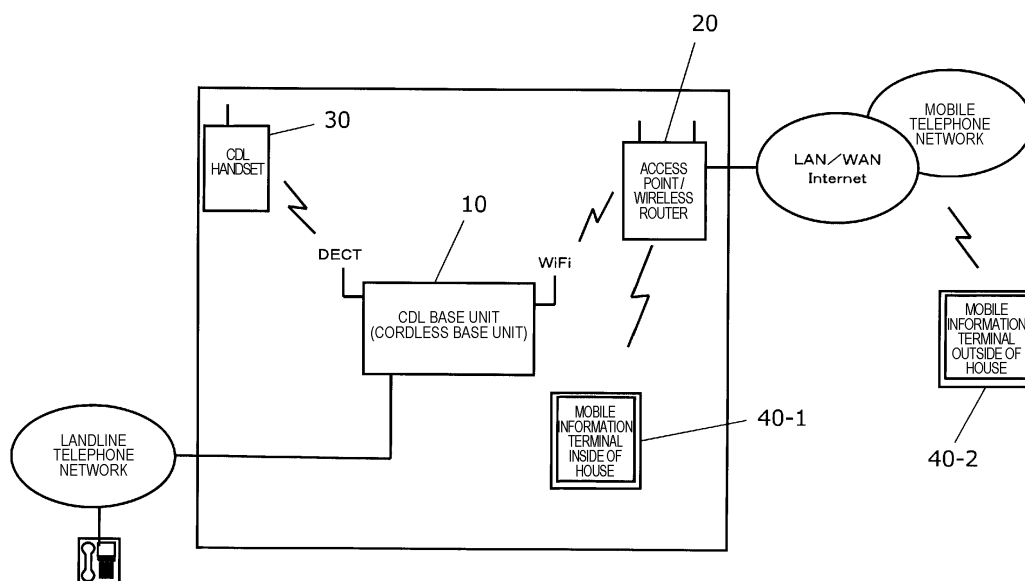 20
30
CDL
HANDSET
ACCESS
POINT/
WIRELESS
ROUTER
LAN/WAN
Internet
MOBILE
TELEPHONE
NETWORK
10
DECT
WiFi
CDL BASE UNIT
(CORDLESS BASE UNIT)
MOBILE
INFORMATION
TERMINAL
OUTSIDE OF
HOUSE
40-2
MOBILE
INFORMATION
TERMINAL
INSIDE OF
HOUSE
40-1
LANDLINE
TELEPHONE
NETWORK